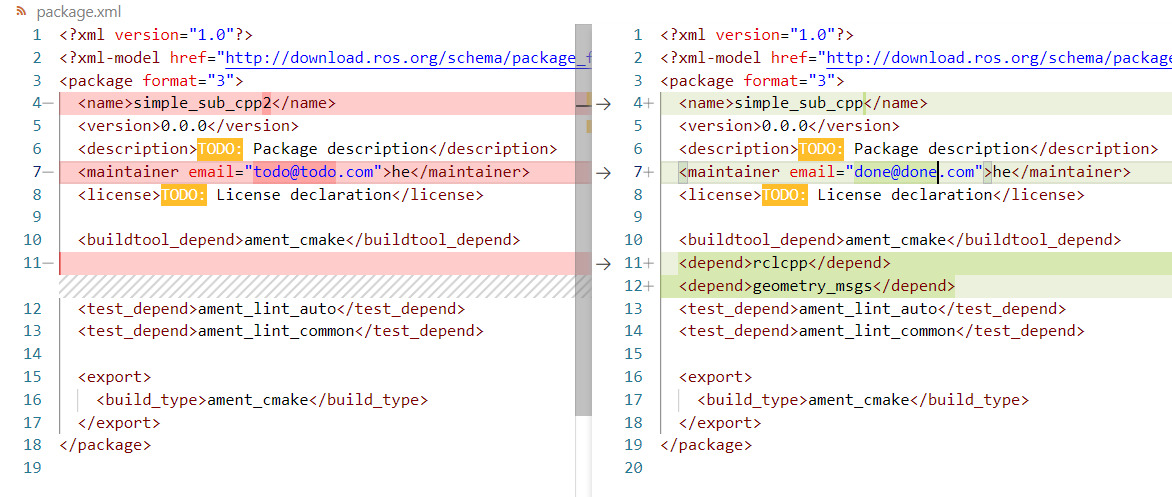 package.xml
1 <?xml version="1.0"?>
2 <?xml-model href="http://download.ros.org/schema/package_f
3 <package format="3">
4— <name>simple_sub_cpp2</name>
5 <version>0.0.0</version>
6 <description>TODO: Package description</description>
7— <maintainer email="todo@todo.com">he</maintainer>
8 <license>TODO: License declaration</license>
9
10 <buildtool_depend>ament_cmake</buildtool_depend>
11—
12 <test_depend>ament_lint_auto</test_depend>
13 <test_depend>ament_lint_common</test_depend>
14
15 <export>
16 <build_type>ament_cmake</build_type>
17 </export>
18 </package>
19
1 <?xml version="1.0"?>
2 <?xml-model href="http://download.ros.org/schema/package
3 <package format="3">
→ 4+ <name>simple_sub_cpp</name>
5 <version>0.0.0</version>
6 <description>TODO: Package description</description>
→ 7+ <maintainer email="done@done.com">he</maintainer>
8 <license>TODO: License declaration</license>
9
10 <buildtool_depend>ament_cmake</buildtool_depend>
→ 11+ <depend>rclcpp</depend>
12+ <depend>geometry_msgs</depend>
13 <test_depend>ament_lint_auto</test_depend>
14 <test_depend>ament_lint_common</test_depend>
15
16 <export>
17 <build_type>ament_cmake</build_type>
18 </export>
19 </package>
20